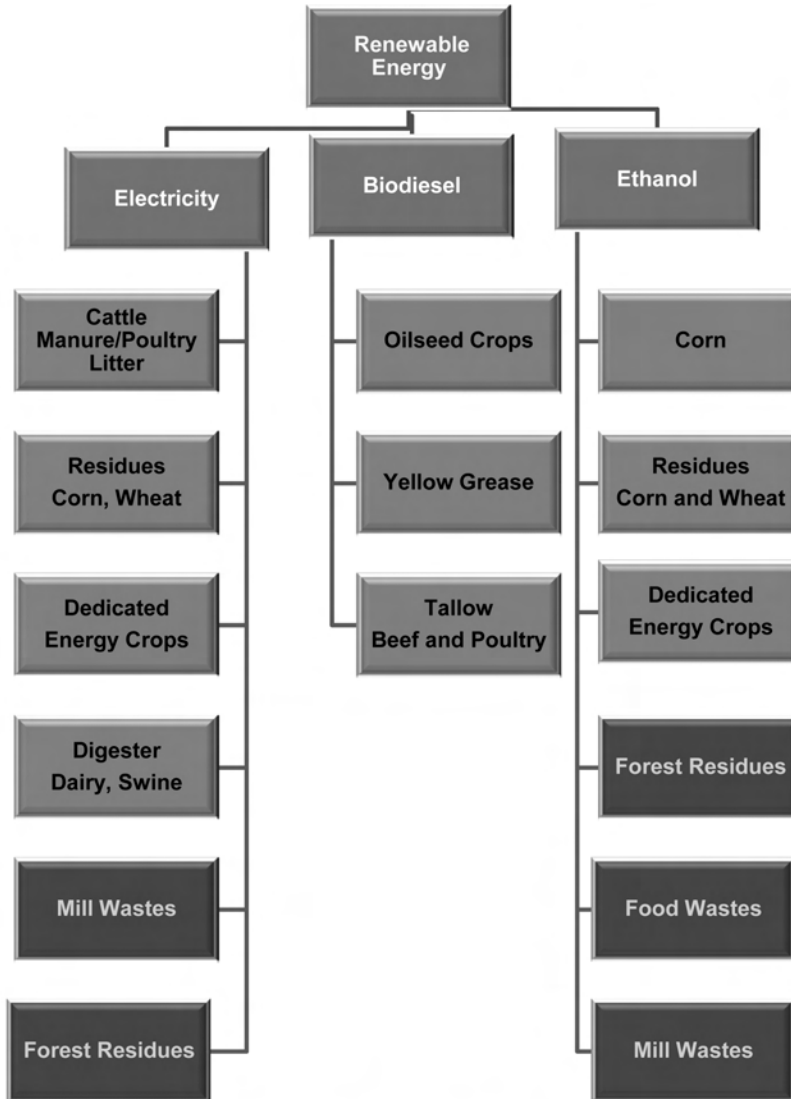 Renewable
Energy
Electricity
Biodiesel
Ethanol
Cattle
Manure/Poultry
Litter
Residues
Corn, Wheat
Dedicated
Energy Crops
Digester
Dairy, Swine
Mill Wastes
Forest Residues
Oilseed Crops
Yellow Grease
Tallow
Beef and Poultry
Corn
Residues
Corn and Wheat
Dedicated
Energy Crops
Forest Residues
Food Wastes
Mill Wastes